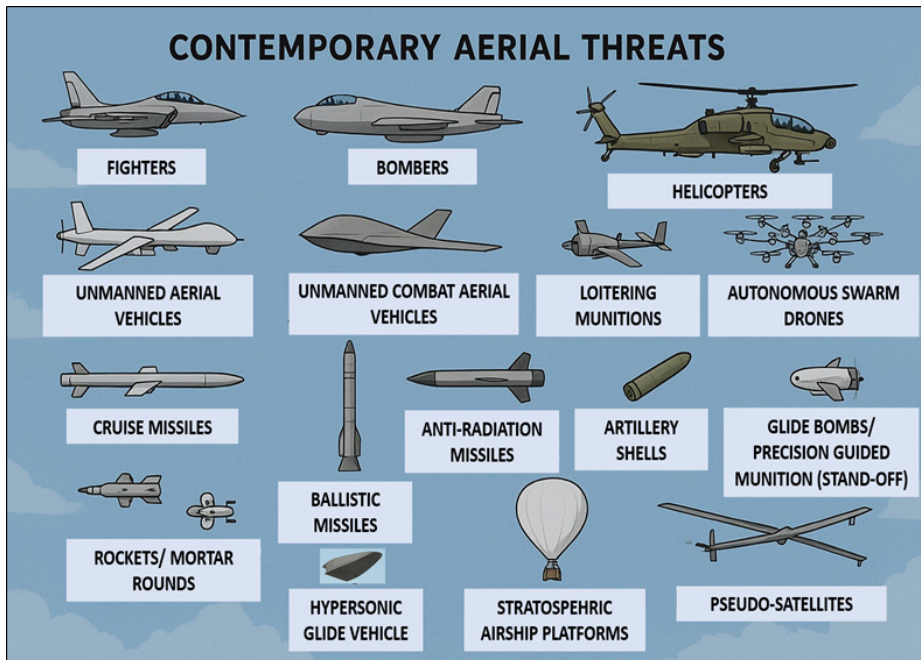 CONTEMPORARY AERIAL THREATS
FIGHTERS
BOMBERS
HELICOPTERS
UNMANNED AERIAL
VEHICLES
UNMANNED COMBAT AERIAL
VEHICLES
LOITERING
MUNITIONS
AUTONOMOUS SWARM
DRONES
CRUISE MISSILES
BALLISTIC
MISSILES
ANTI-RADIATION
MISSILES
ARTILLERY
SHELLS
GLIDE BOMBS/
PRECISION GUIDED
MUNITION (STAND-OFF)
ROCKETS/ MORTAR
ROUNDS
HYPERSONIC
GLIDE VEHICLE
STRATOSPEHRIC
AIRSHIP PLATFORMS
PSEUDO-SATELLITES